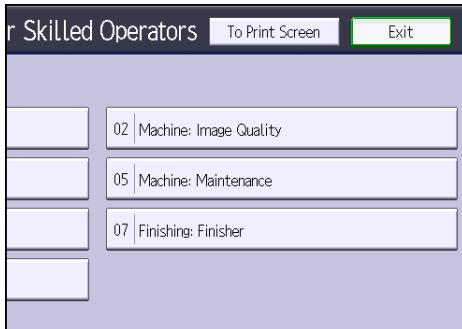 r Skilled Operators To Print Screen Exit
02 Machine: Image Quality
05 Machine: Maintenance
07 Finishing: Finisher